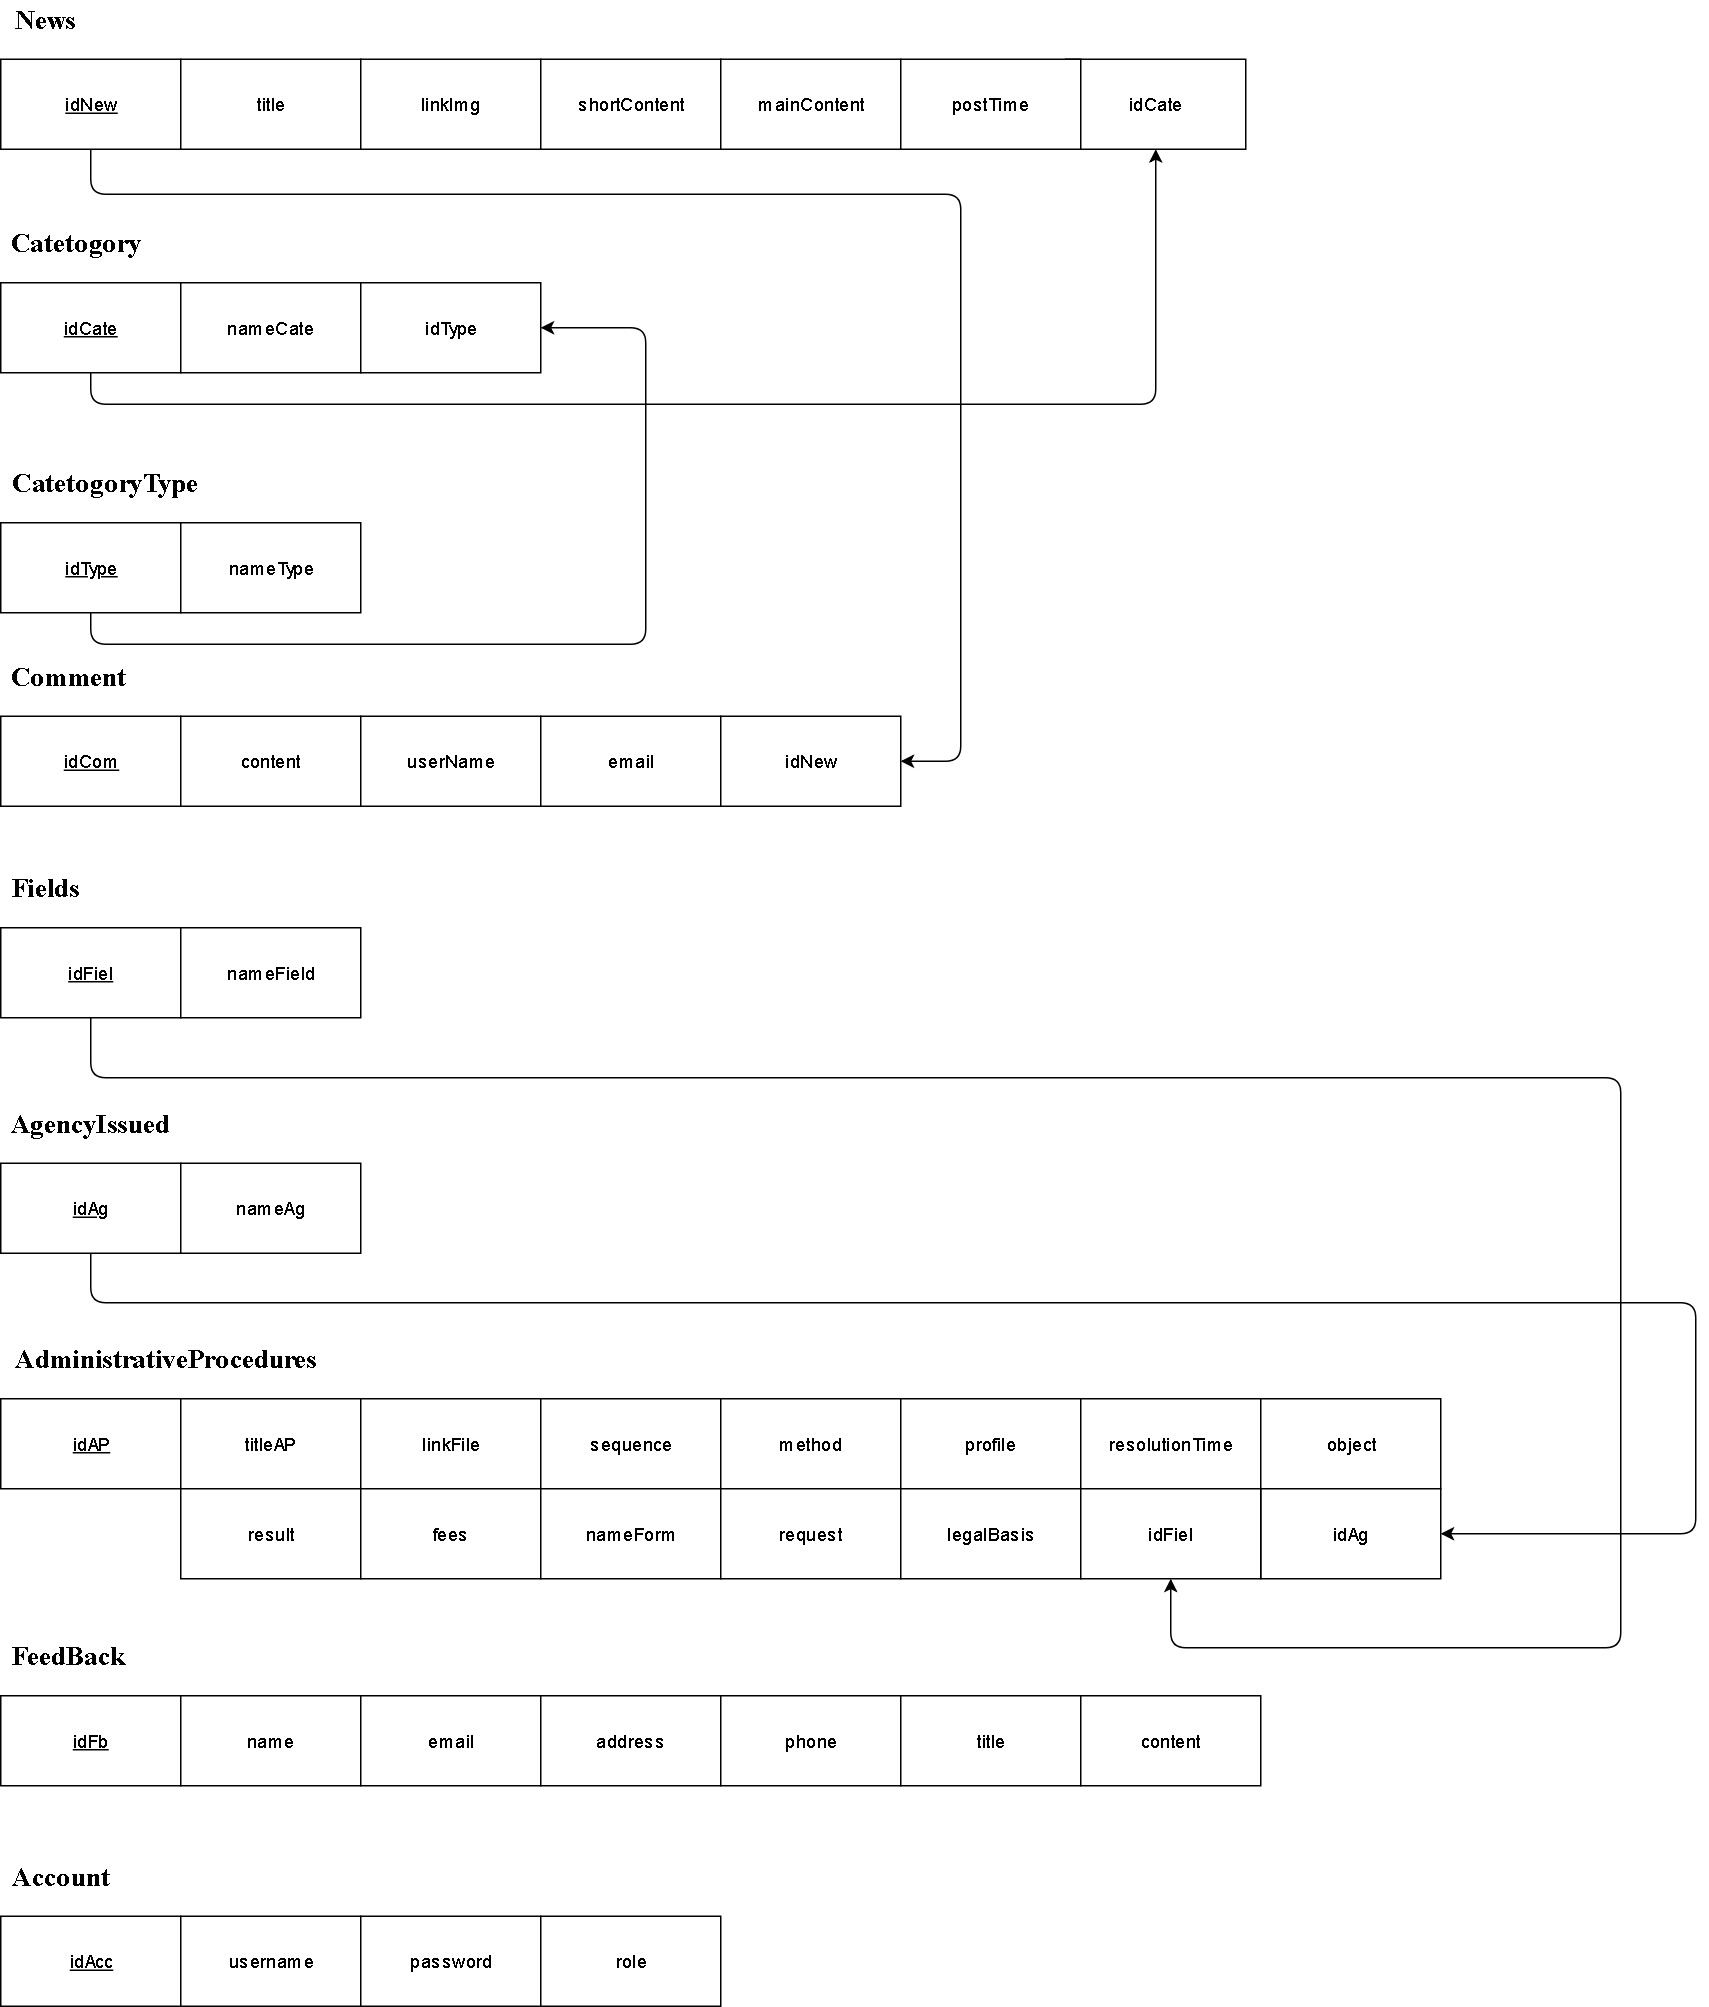 News
idNew title linkImg shortContent mainContent postTime idCate
Catetogory
idCate nameCate idType
CatetogoryType
idType nameType
Comment
idCom content userName email idNew
Fields
idFiel nameField
AgencyIssued
idAg nameAg
AdministrativeProcedures
idAP titleAP linkFile sequence method profile resolutionTime object
result fees nameForm request legalBasis idFiel idAg
FeedBack
idFb name email address phone title content
Account
idAcc username password role